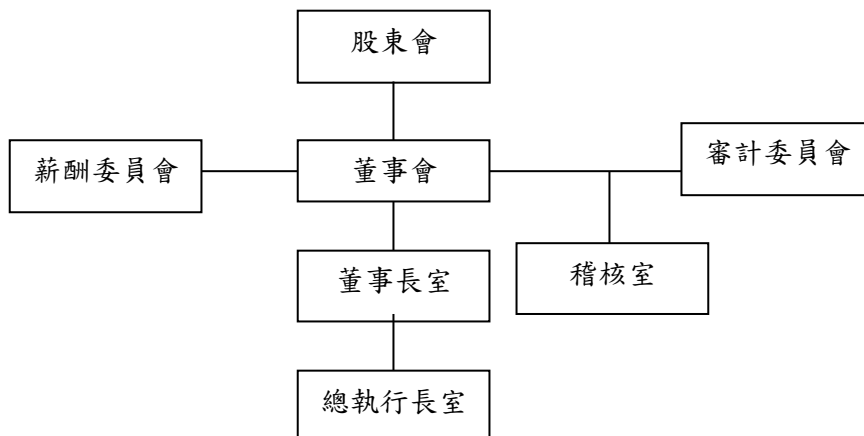 股東會
薪酬委員會
董事會
審計委員會
董事長室
稽核室
總執行長室